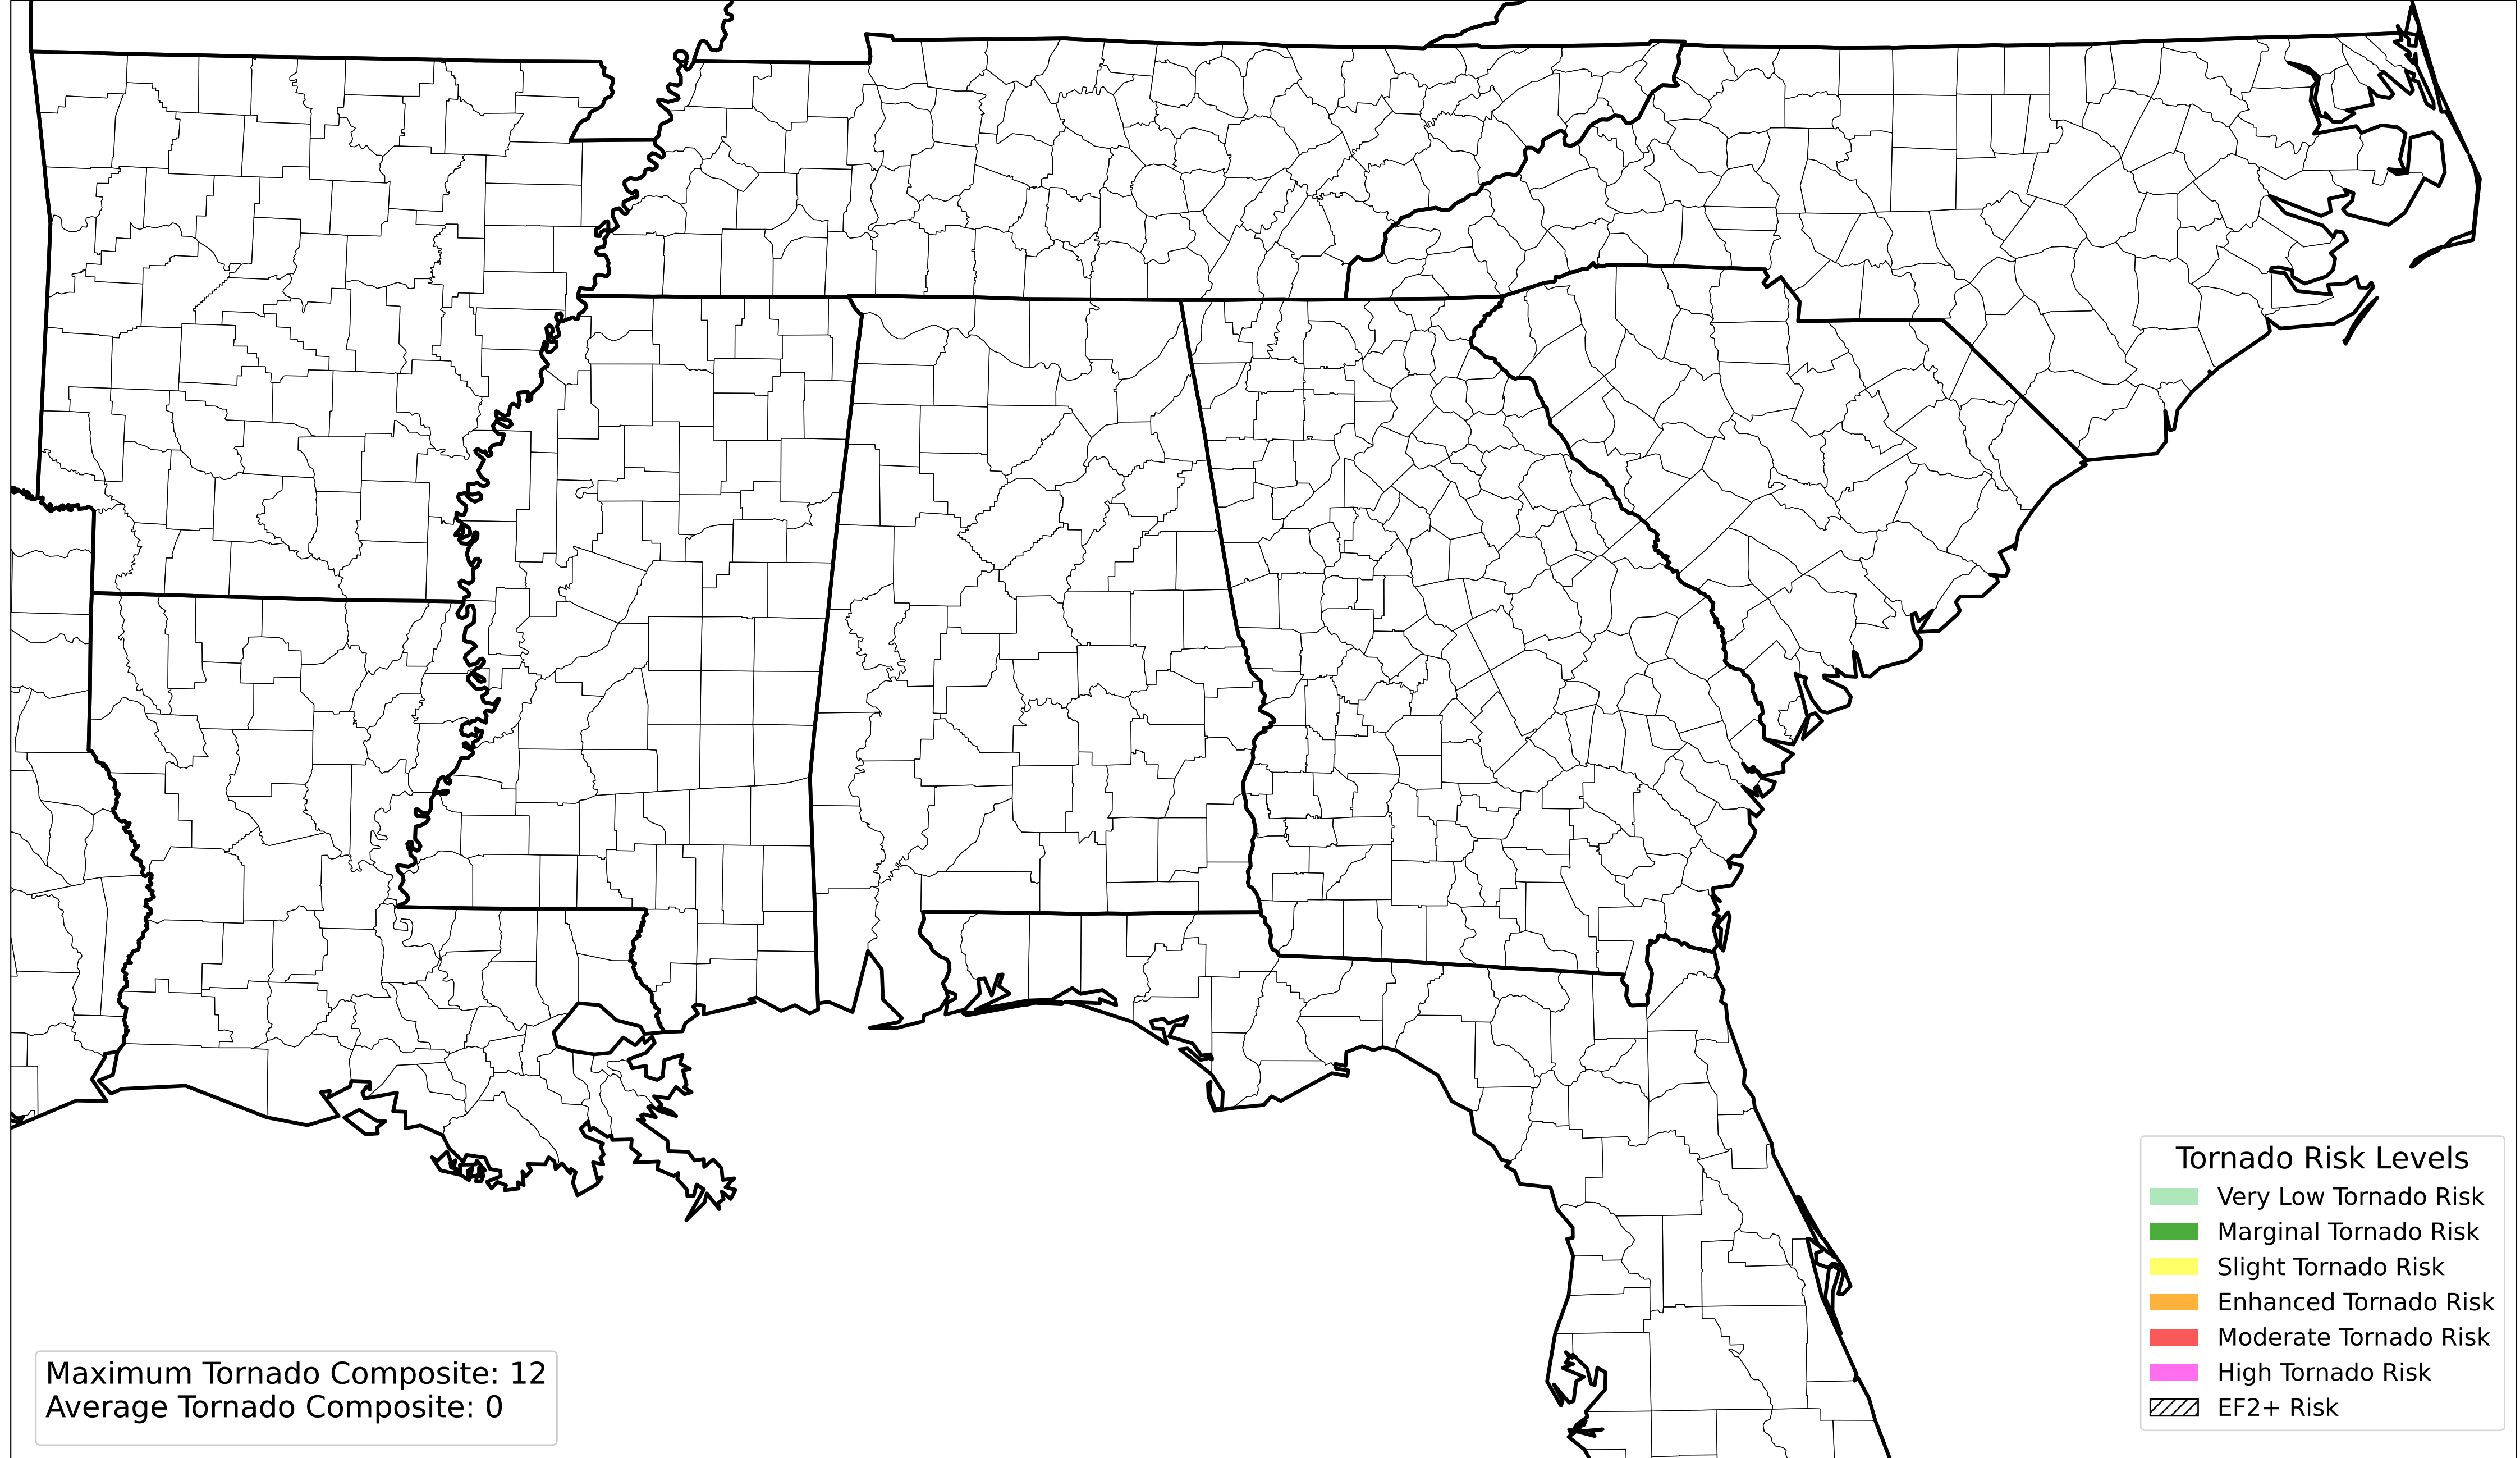 Tornado Risk Levels
Very Low Tornado Risk
Marginal Tornado Risk
Slight Tornado Risk
Enhanced Tornado Risk
Moderate Tornado Risk
High Tornado Risk
EF2+ Risk
Maximum Tornado Composite: 12
Average Tornado Composite: 0